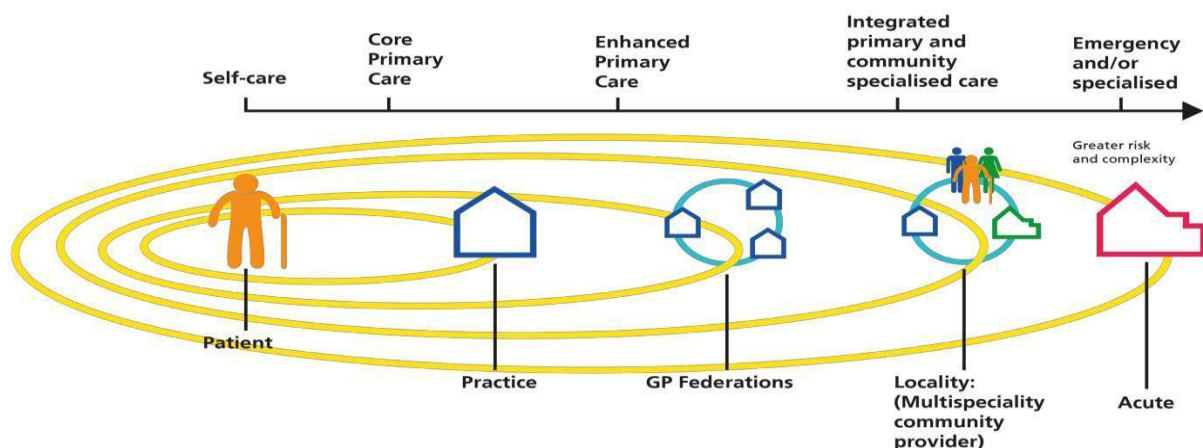 Self-care
Core
Primary
Care
Enhanced
Primary
Care
Integrated
primary and
community
specialised care
Emergency
and/or
specialised
Greater risk
and complexity
Patient
Practice
GP Federations
Locality:
(Multispeciality
community
provider)
Acute